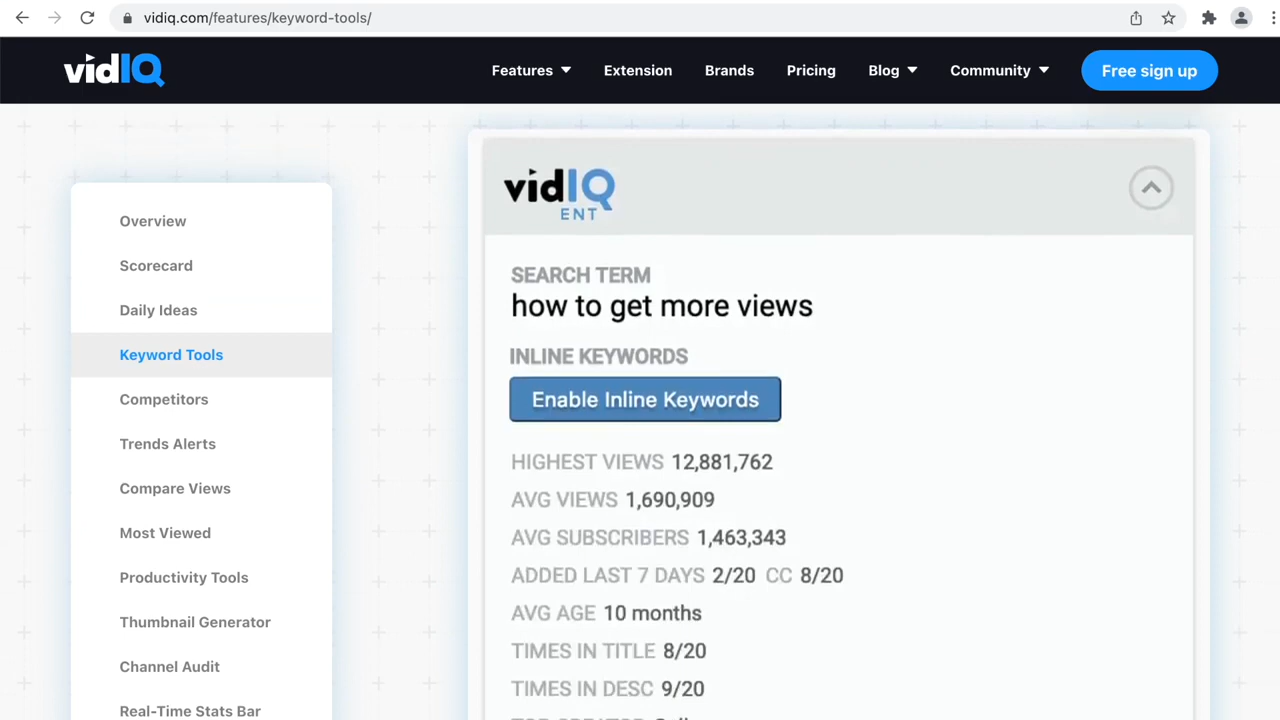 vidiq.com/features/keyword-tools/
vidIQ
Features
Extension
Brands
Pricing
Blog
Community
Free sign up
Overview
Scorecard
Daily Ideas
Keyword Tools
Competitors
Trends Alerts
Compare Views
Most Viewed
Productivity Tools
Thumbnail Generator
Channel Audit
Real-Time Stats Bar
vidIQ
ENT
SEARCH TERM
how to get more views
INLINE KEYWORDS
Enable Inline Keywords
HIGHEST VIEWS 12,881,762
AVG VIEWS 1,690,909
AVG SUBSCRIBERS 1,463,343
ADDED LAST 7 DAYS 2/20 CC 8/20
AVG AGE 10 months
TIMES IN TITLE 8/20
TIMES IN DESC 9/20